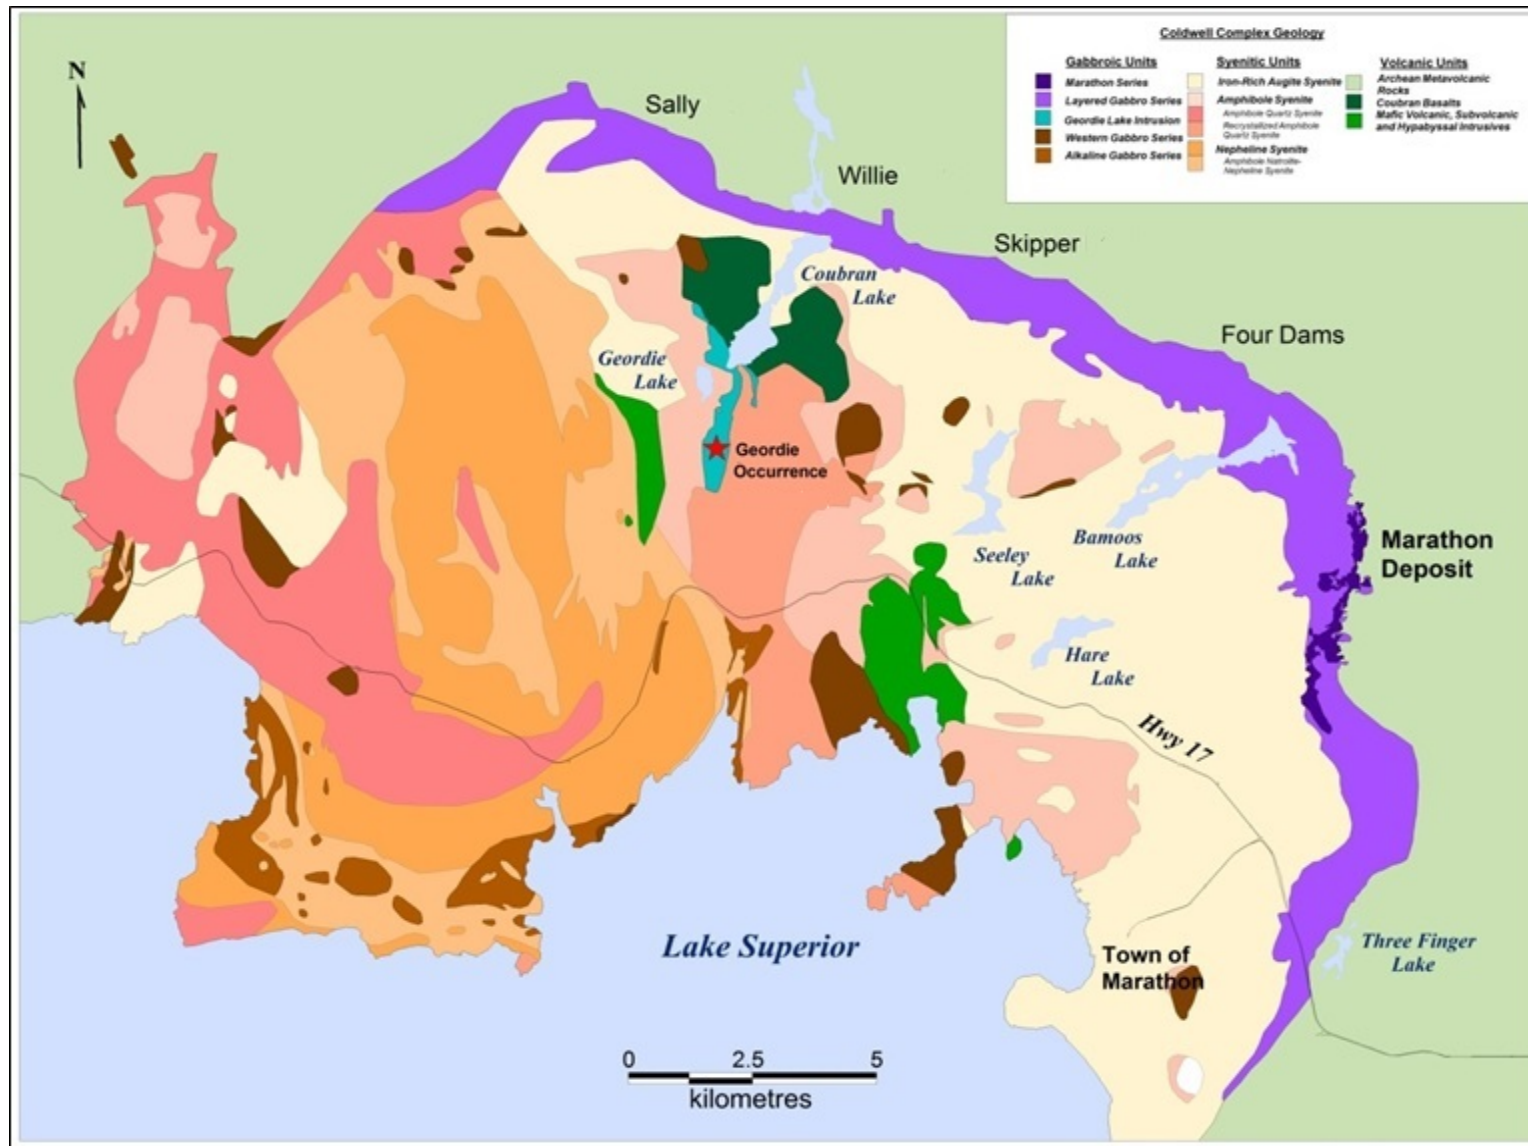 Coldwell Complex Geology
Gabbroic Units
Marathon Series
Layered Gabbro Series
Geordie Lake Intrusion
Western Gabbro Series
Alkaline Gabbro Series
Syenitic Units
Iron-Rich Augite Syenite
Amphibole Syenite
Amphibole Quartz Syenite
Recrystallized Amphibole
Quartz Syenite
Nepheline Syenite
Amphibole Natrolite-
Nepheline Syenite
Volcanic Units
Archean Metavolcanic
Rocks
Coubran Basalts
Mafic Volcanic, Subvolcanic
and Hypabyssal Intrusives
N
Sally
Willie
Skipper
Coubran
Lake
Four Dams
Geordie
Lake
Geordie
Occurrence
Marathon
Deposit
Seeley
Lake
Bamoos
Lake
Hare
Lake
Hwy 17
Lake Superior
Town of
Marathon
Three Finger
Lake
0 2.5 5
kilometres